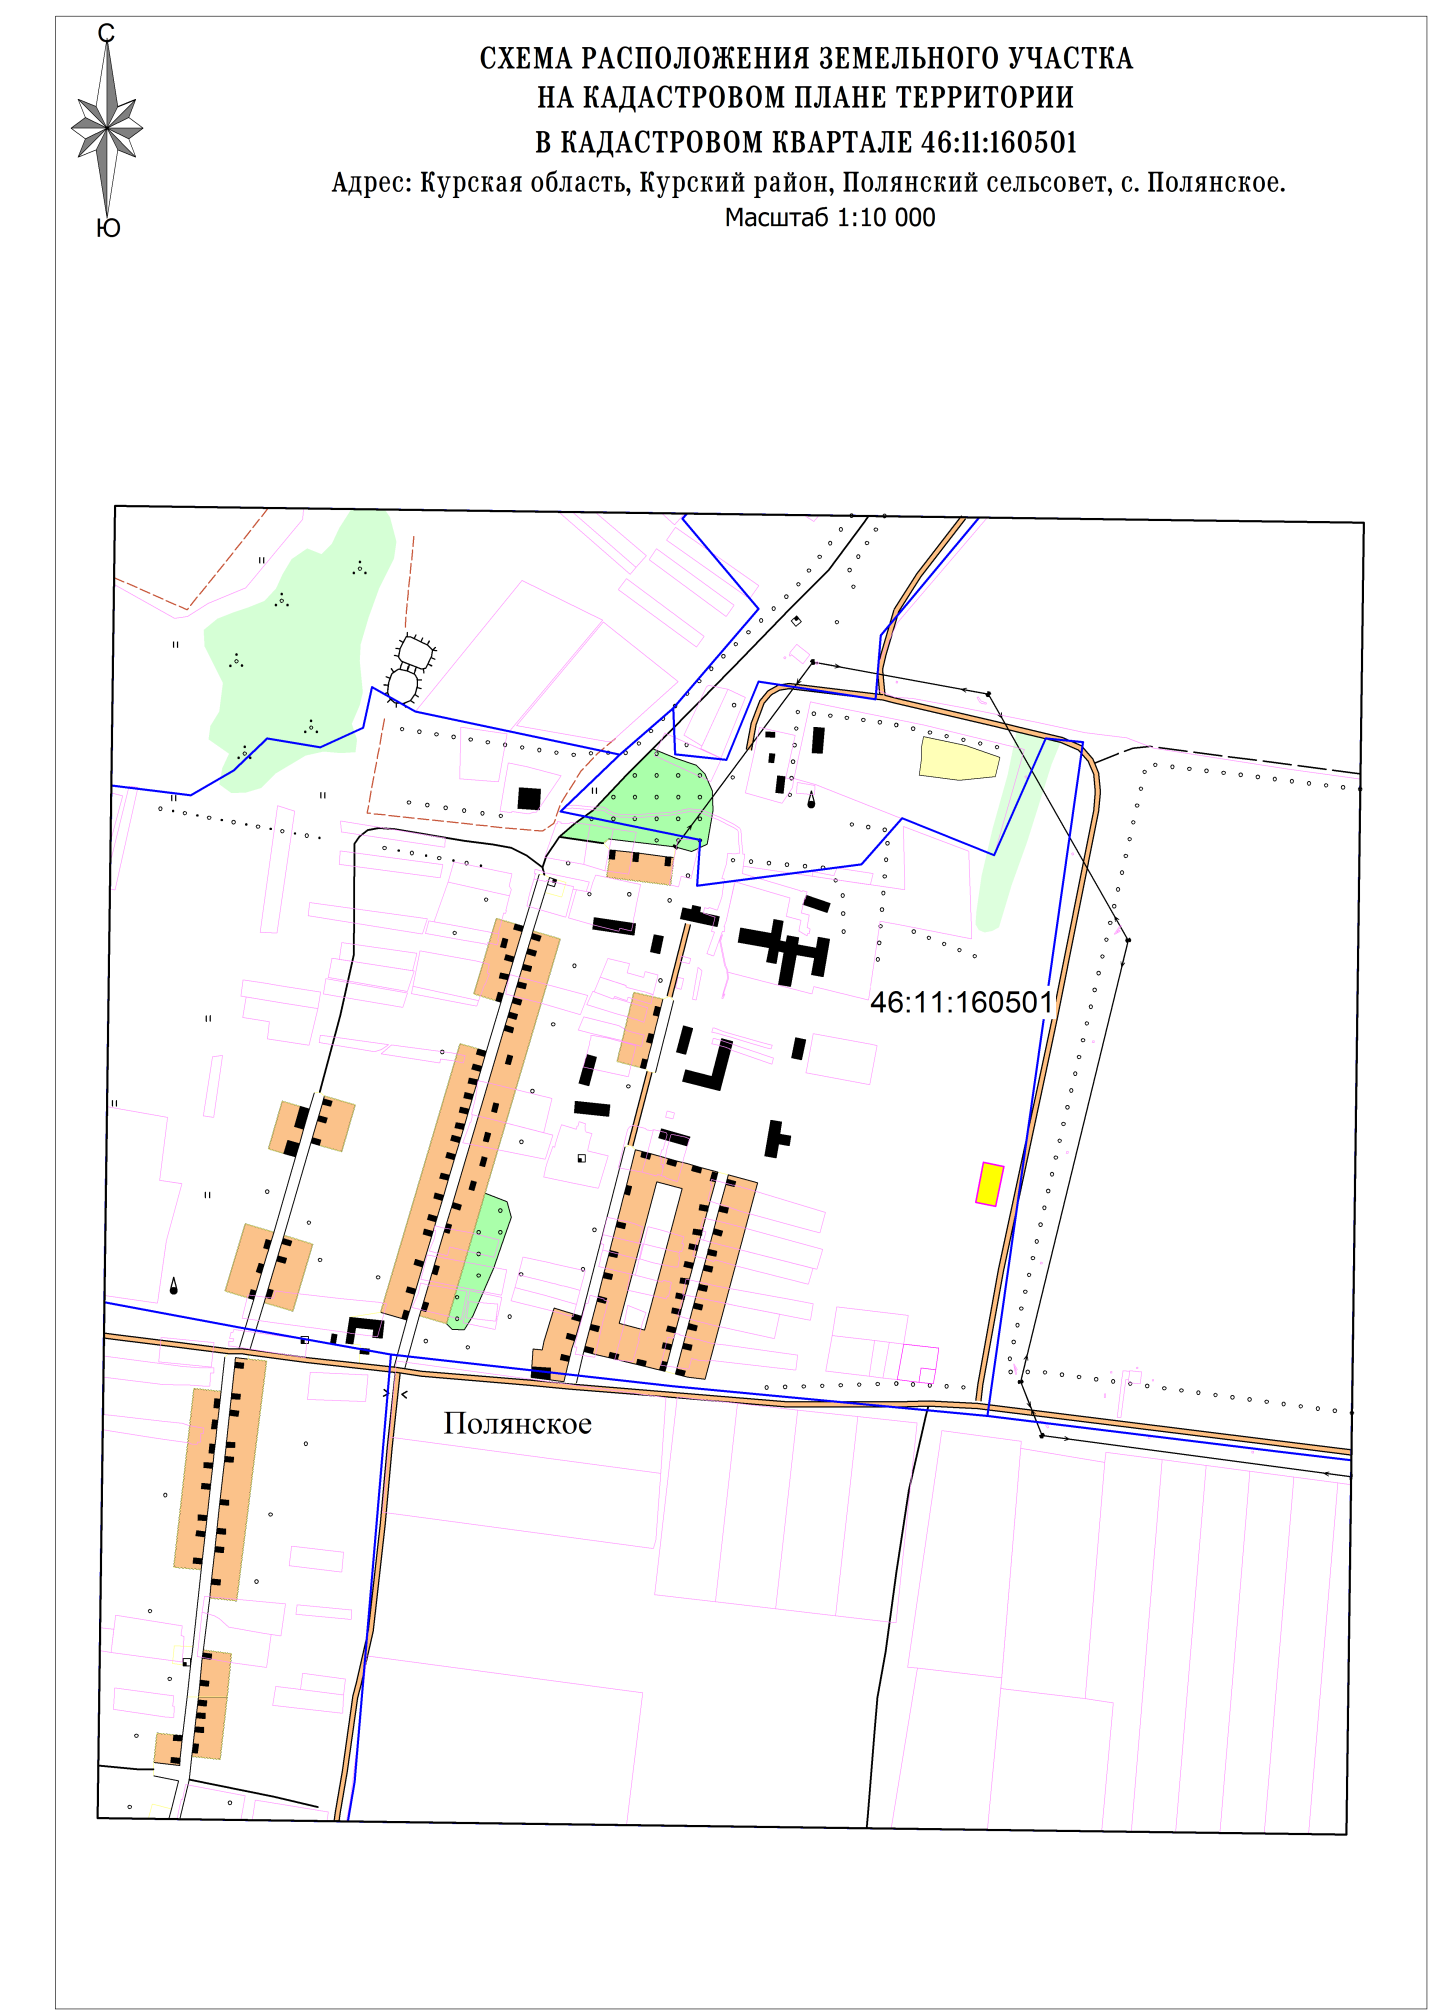 С
СХЕМА РАСПОЛОЖЕНИЯ ЗЕМЕЛЬНОГО УЧАСТКА
НА КАДАСТРОВОМ ПЛАНЕ ТЕРРИТОРИИ
В КАДАСТРОВОМ КВАРТАЛЕ 46:11:160501
Адрес: Курская область, Курский район, Полянский сельсовет, с. Полянское.
Масштаб 1:10 000
Ю
46:11:160501
Полянское